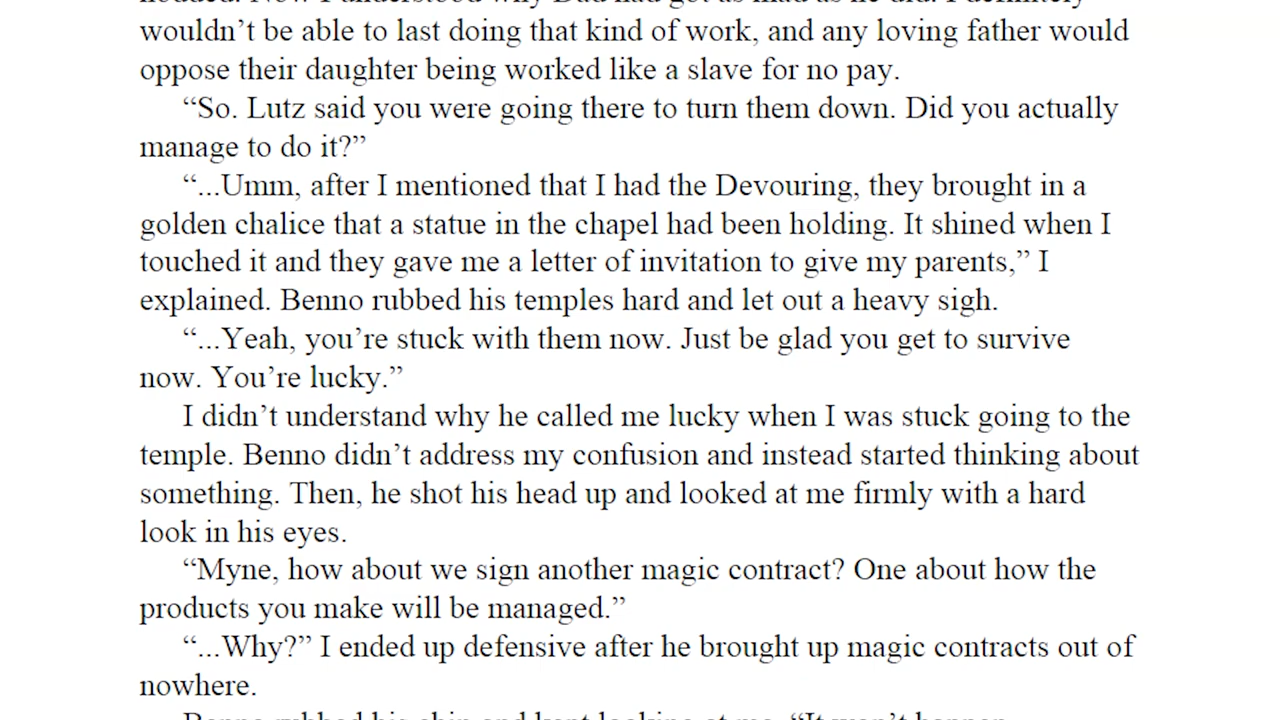 wouldn’t be able to last doing that kind of work, and any loving father would
oppose their daughter being worked like a slave for no pay.
“So. Lutz said you were going there to turn them down. Did you actually
manage to do it?”
“...Umm, after I mentioned that I had the Devouring, they brought in a
golden chalice that a statue in the chapel had been holding. It shined when I
touched it and they gave me a letter of invitation to give my parents,” I
explained. Benno rubbed his temples hard and let out a heavy sigh.
“...Yeah, you’re stuck with them now. Just be glad you get to survive
now. You’re lucky.”
I didn’t understand why he called me lucky when I was stuck going to the
temple. Benno didn’t address my confusion and instead started thinking about
something. Then, he shot his head up and looked at me firmly with a hard
look in his eyes.
“Myne, how about we sign another magic contract? One about how the
products you make will be managed.”
“...Why?” I ended up defensive after he brought up magic contracts out of
nowhere.